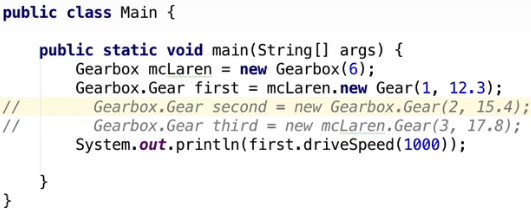 public class Main {
public static void main(String[] args) {
Gearbox mcLaren = new Gearbox(6);
Gearbox.Gear first = mcLaren.new Gear(1, 12.3);
//        Gearbox.Gear second = new Gearbox.Gear(2, 15.4);
//        Gearbox.Gear third = new mcLaren.Gear(3, 17.8);
System.out.println(first.driveSpeed(1000));
}
}